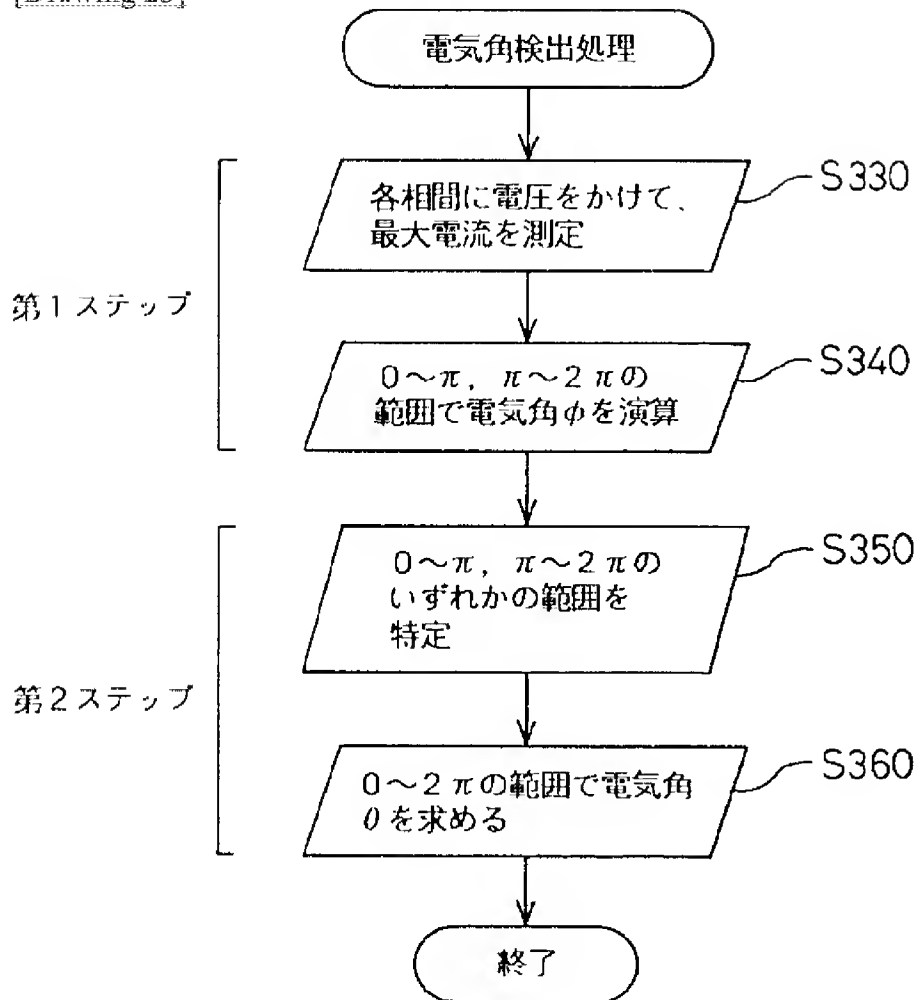 電気角検出処理
各相間に電圧をかけて、
最大電流を測定
S330
第1ステップ
0～π, π～2πの
範囲で電気角φを演算
S340
0～π, π～2πの
いずれかの範囲を
特定
S350
第2ステップ
0～2πの範囲で電気角
θを求める
S360
終了